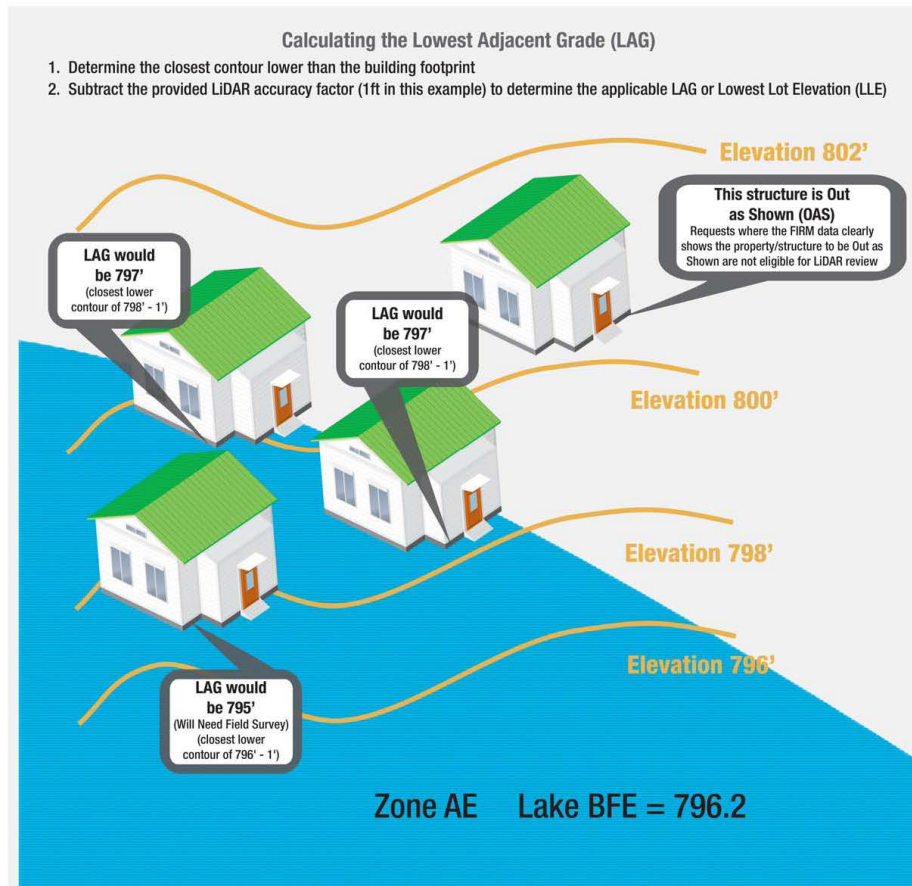 Calculating the Lowest Adjacent Grade (LAG)
1. Determine the closest contour lower than the building footprint
2. Subtract the provided LiDAR accuracy factor (1ft in this example) to determine the applicable LAG or Lowest Lot Elevation (LLE)
Elevation 802'
This structure is Out
as Shown (OAS)
Requests where the FIRM data clearly
shows the property/structure to be Out as
Shown are not eligible for LiDAR review
LAG would
be 797'
(closest lower
contour of 798' - 1')
LAG would
be 797'
(closest lower
contour of 798' - 1')
Elevation 800'
Elevation 798'
Elevation 796'
LAG would
be 795'
(Will Need Field Survey)
(closest lower
contour of 796' - 1')
Zone AE Lake BFE = 796.2